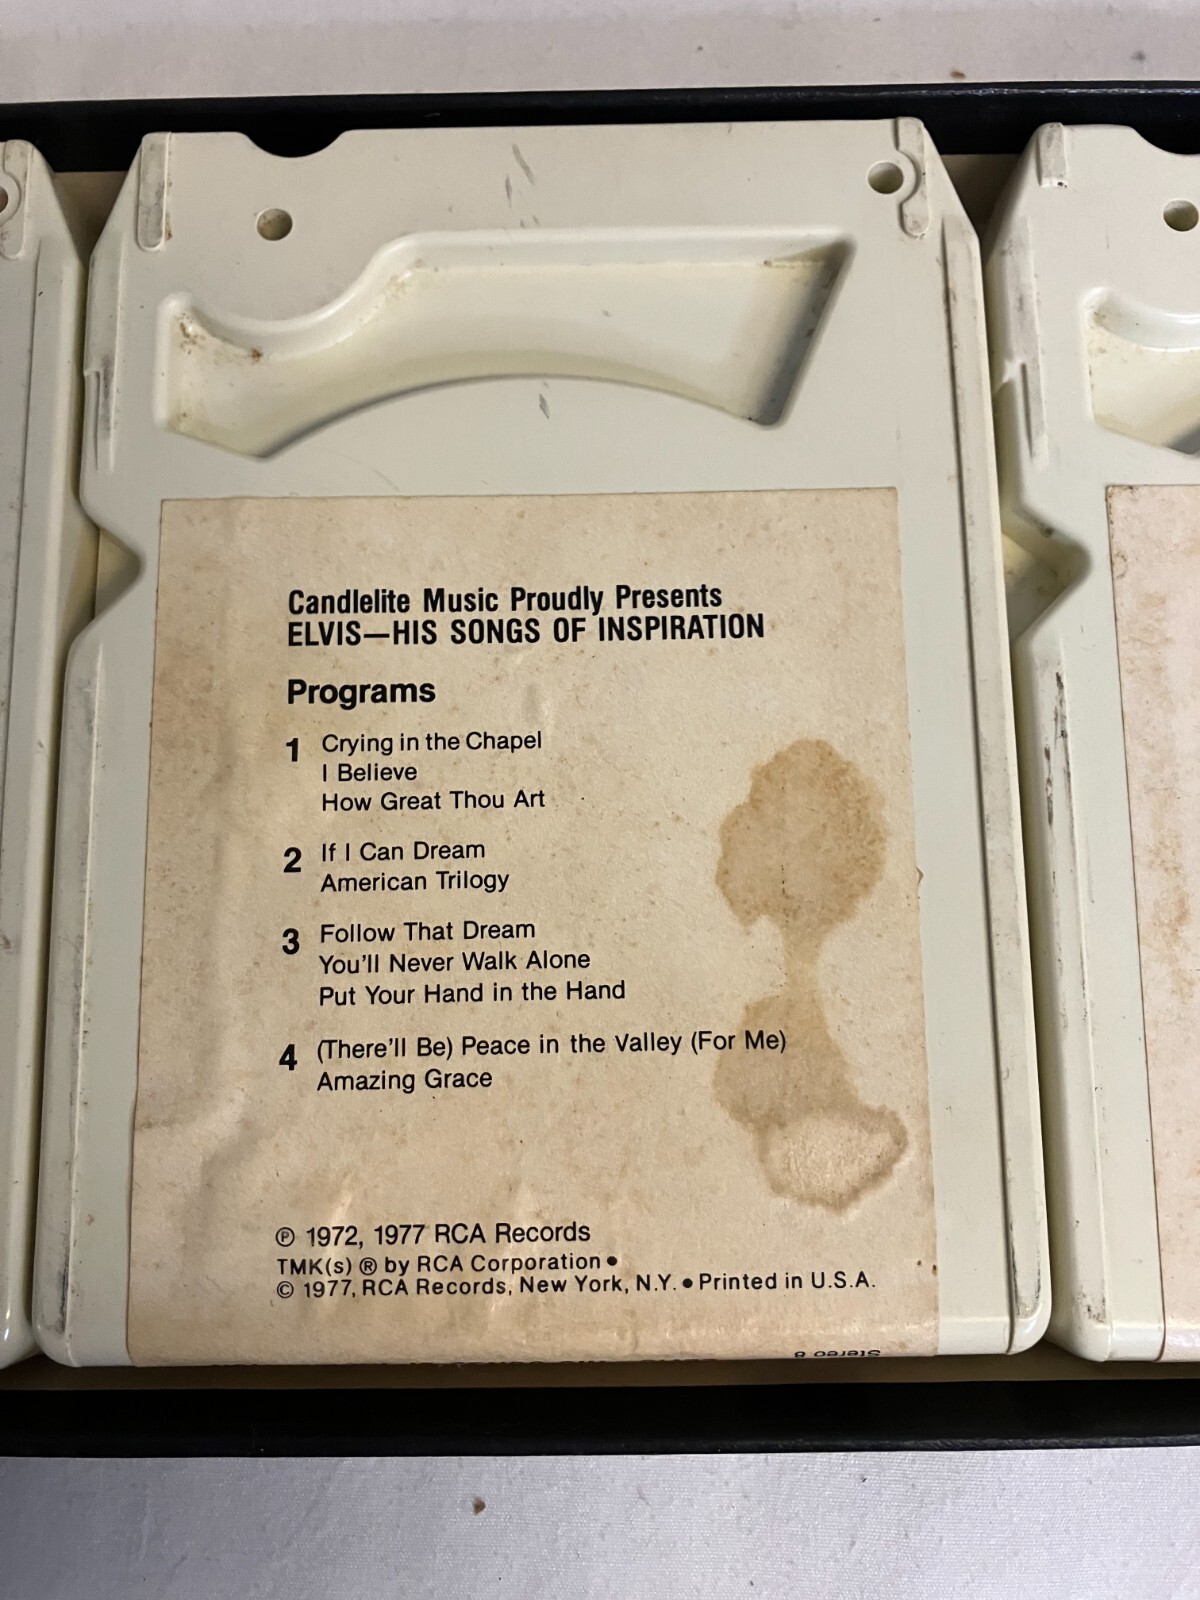 Candlelite Music Proudly Presents
ELVIS—HIS SONGS OF INSPIRATION
Programs
1 Crying in the Chapel
I Believe
How Great Thou Art
2 If I Can Dream
American Trilogy
3 Follow That Dream
You'll Never Walk Alone
Put Your Hand in the Hand
4 (There'll Be) Peace in the Valley (For Me)
Amazing Grace
℗ 1972, 1977 RCA Records
TMK(s) ® by RCA Corporation •
© 1977, RCA Records, New York, N.Y. • Printed in U.S.A.
Stereo 8